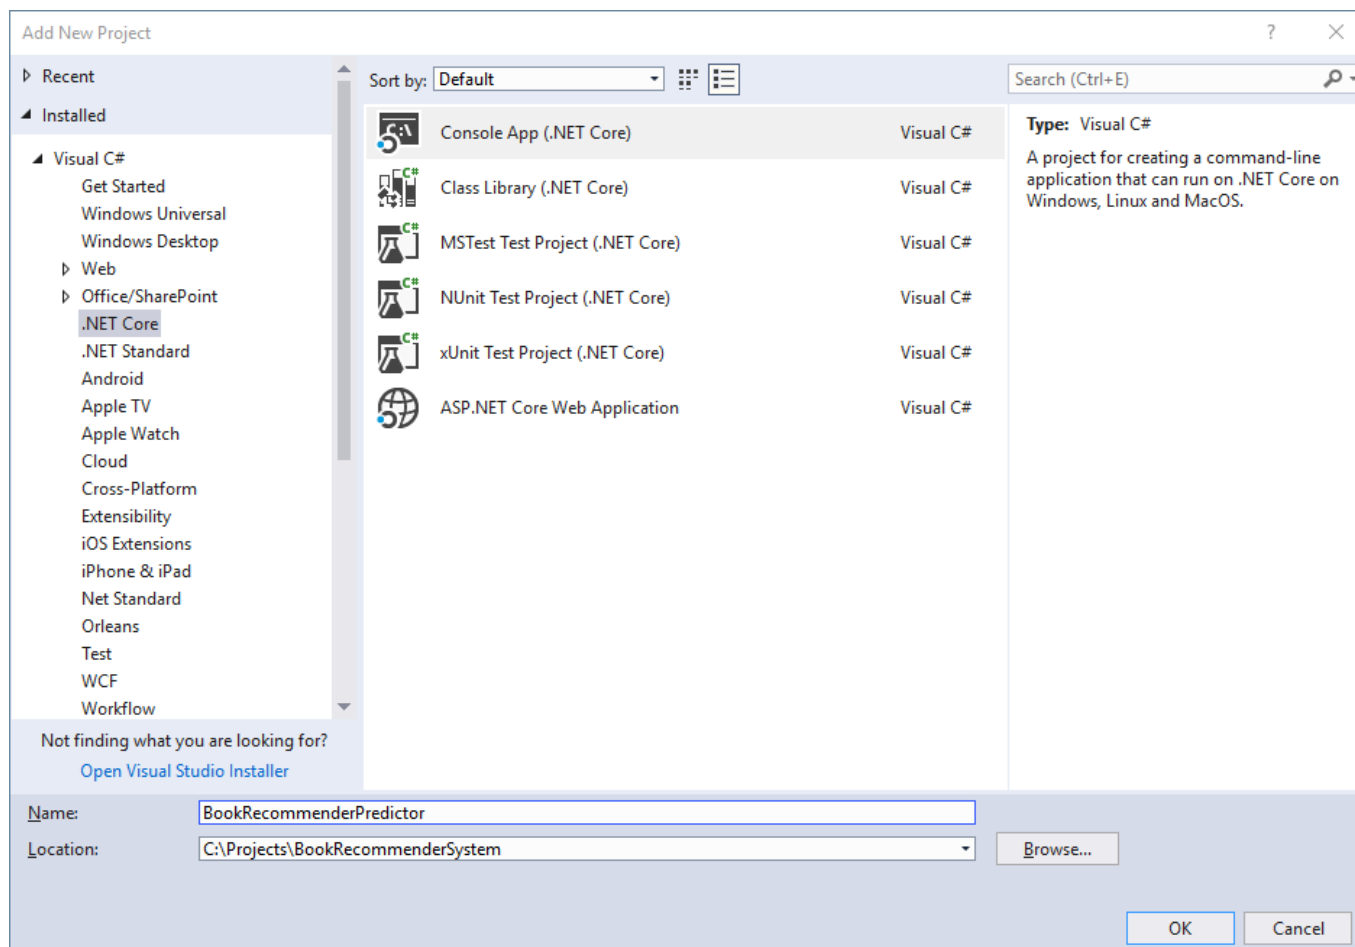 Add New Project
?
Recent
Installed
Visual C#
Get Started
Windows Universal
Windows Desktop
Web
Office/SharePoint
.NET Core
.NET Standard
Android
Apple TV
Apple Watch
Cloud
Cross-Platform
Extensibility
iOS Extensions
iPhone & iPad
Net Standard
Orleans
Test
WCF
Workflow
Not finding what you are looking for?
Open Visual Studio Installer
Sort by: Default
Console App (.NET Core) Visual C#
Class Library (.NET Core) Visual C#
MSTest Test Project (.NET Core) Visual C#
NUnit Test Project (.NET Core) Visual C#
xUnit Test Project (.NET Core) Visual C#
ASP.NET Core Web Application Visual C#
Search (Ctrl+E)
Type: Visual C#
A project for creating a command-line
application that can run on .NET Core on
Windows, Linux and MacOS.
Name: BookRecommenderPredictor
Location: C:\Projects\BookRecommenderSystem
Browse...
OK Cancel